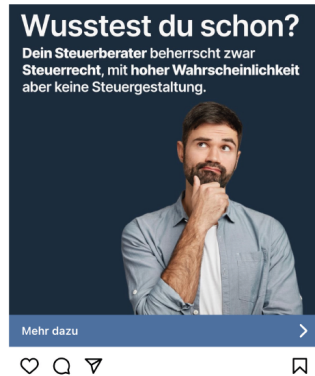 Wusstest du schon?
Dein Steuerberater beherrscht zwar
Steuerrecht, mit hoher Wahrscheinlichkeit
aber keine Steuergestaltung.
Mehr dazu